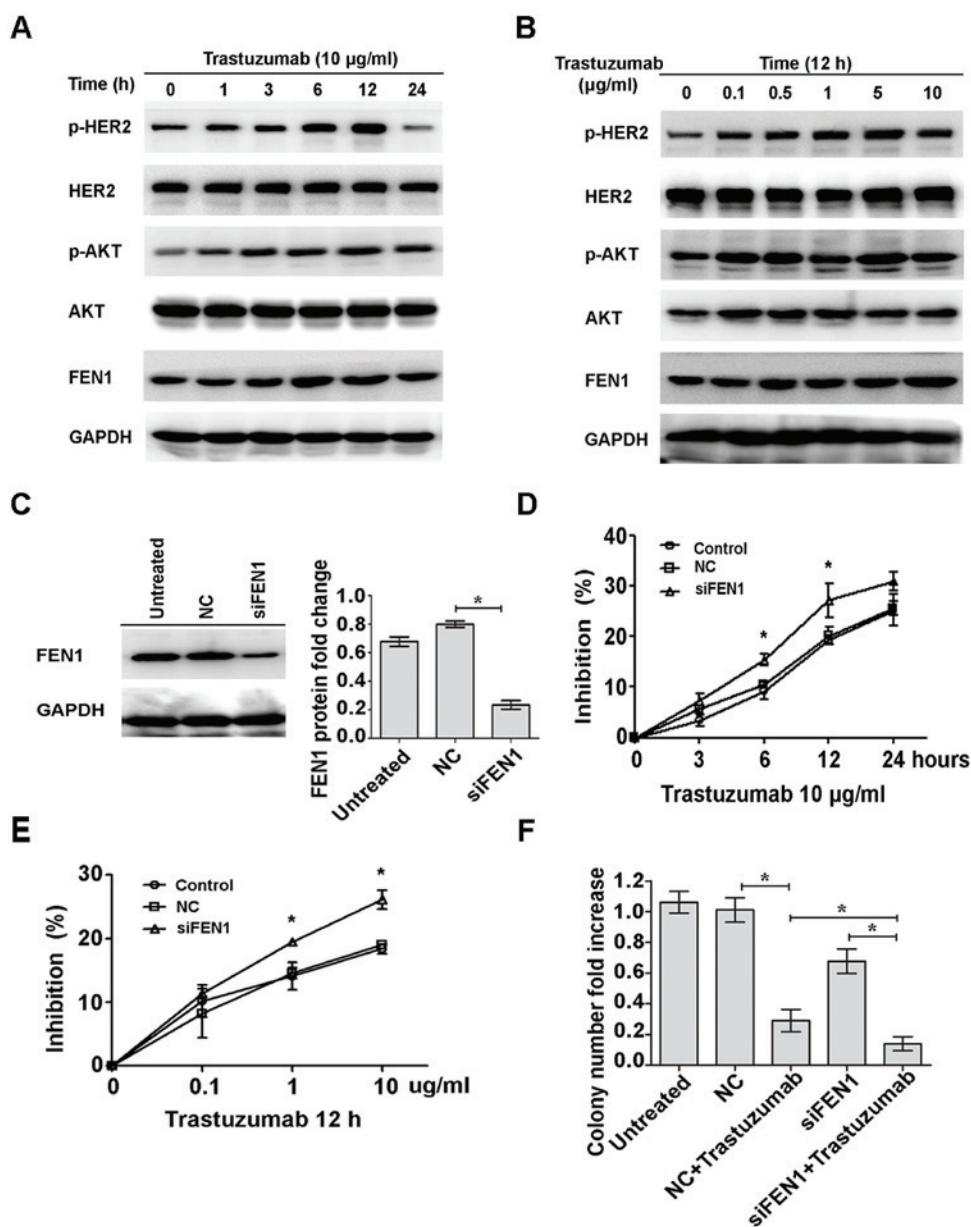 A
Trastuzumab (10 µg/ml)
Time (h) 0 1 3 6 12 24
p-HER2
HER2
p-AKT
AKT
FEN1
GAPDH
B
Trastuzumab Time (12 h)
(µg/ml) 0 0.1 0.5 1 5 10
p-HER2
HER2
p-AKT
AKT
FEN1
GAPDH
C
Untreated NC siFEN1
FEN1
GAPDH
FEN1 protein fold change
1.0
0.8
0.6
0.4
0.2
0.0
*
Untreated NC siFEN1
D
Inhibition (%)
40
30
20
10
0
Control
NC
siFEN1
* *
0 3 6 12 24 hours
Trastuzumab 10 µg/ml
E
Inhibition (%)
30
20
10
0
Control
NC
siFEN1
* *
0 0.1 1 10 ug/ml
Trastuzumab 12 h
F
Colony number fold increase
1.2
1.0
0.8
0.6
0.4
0.2
0.0
* * *
Untreated NC NC+Trastuzumab siFEN1 siFEN1+Trastuzumab